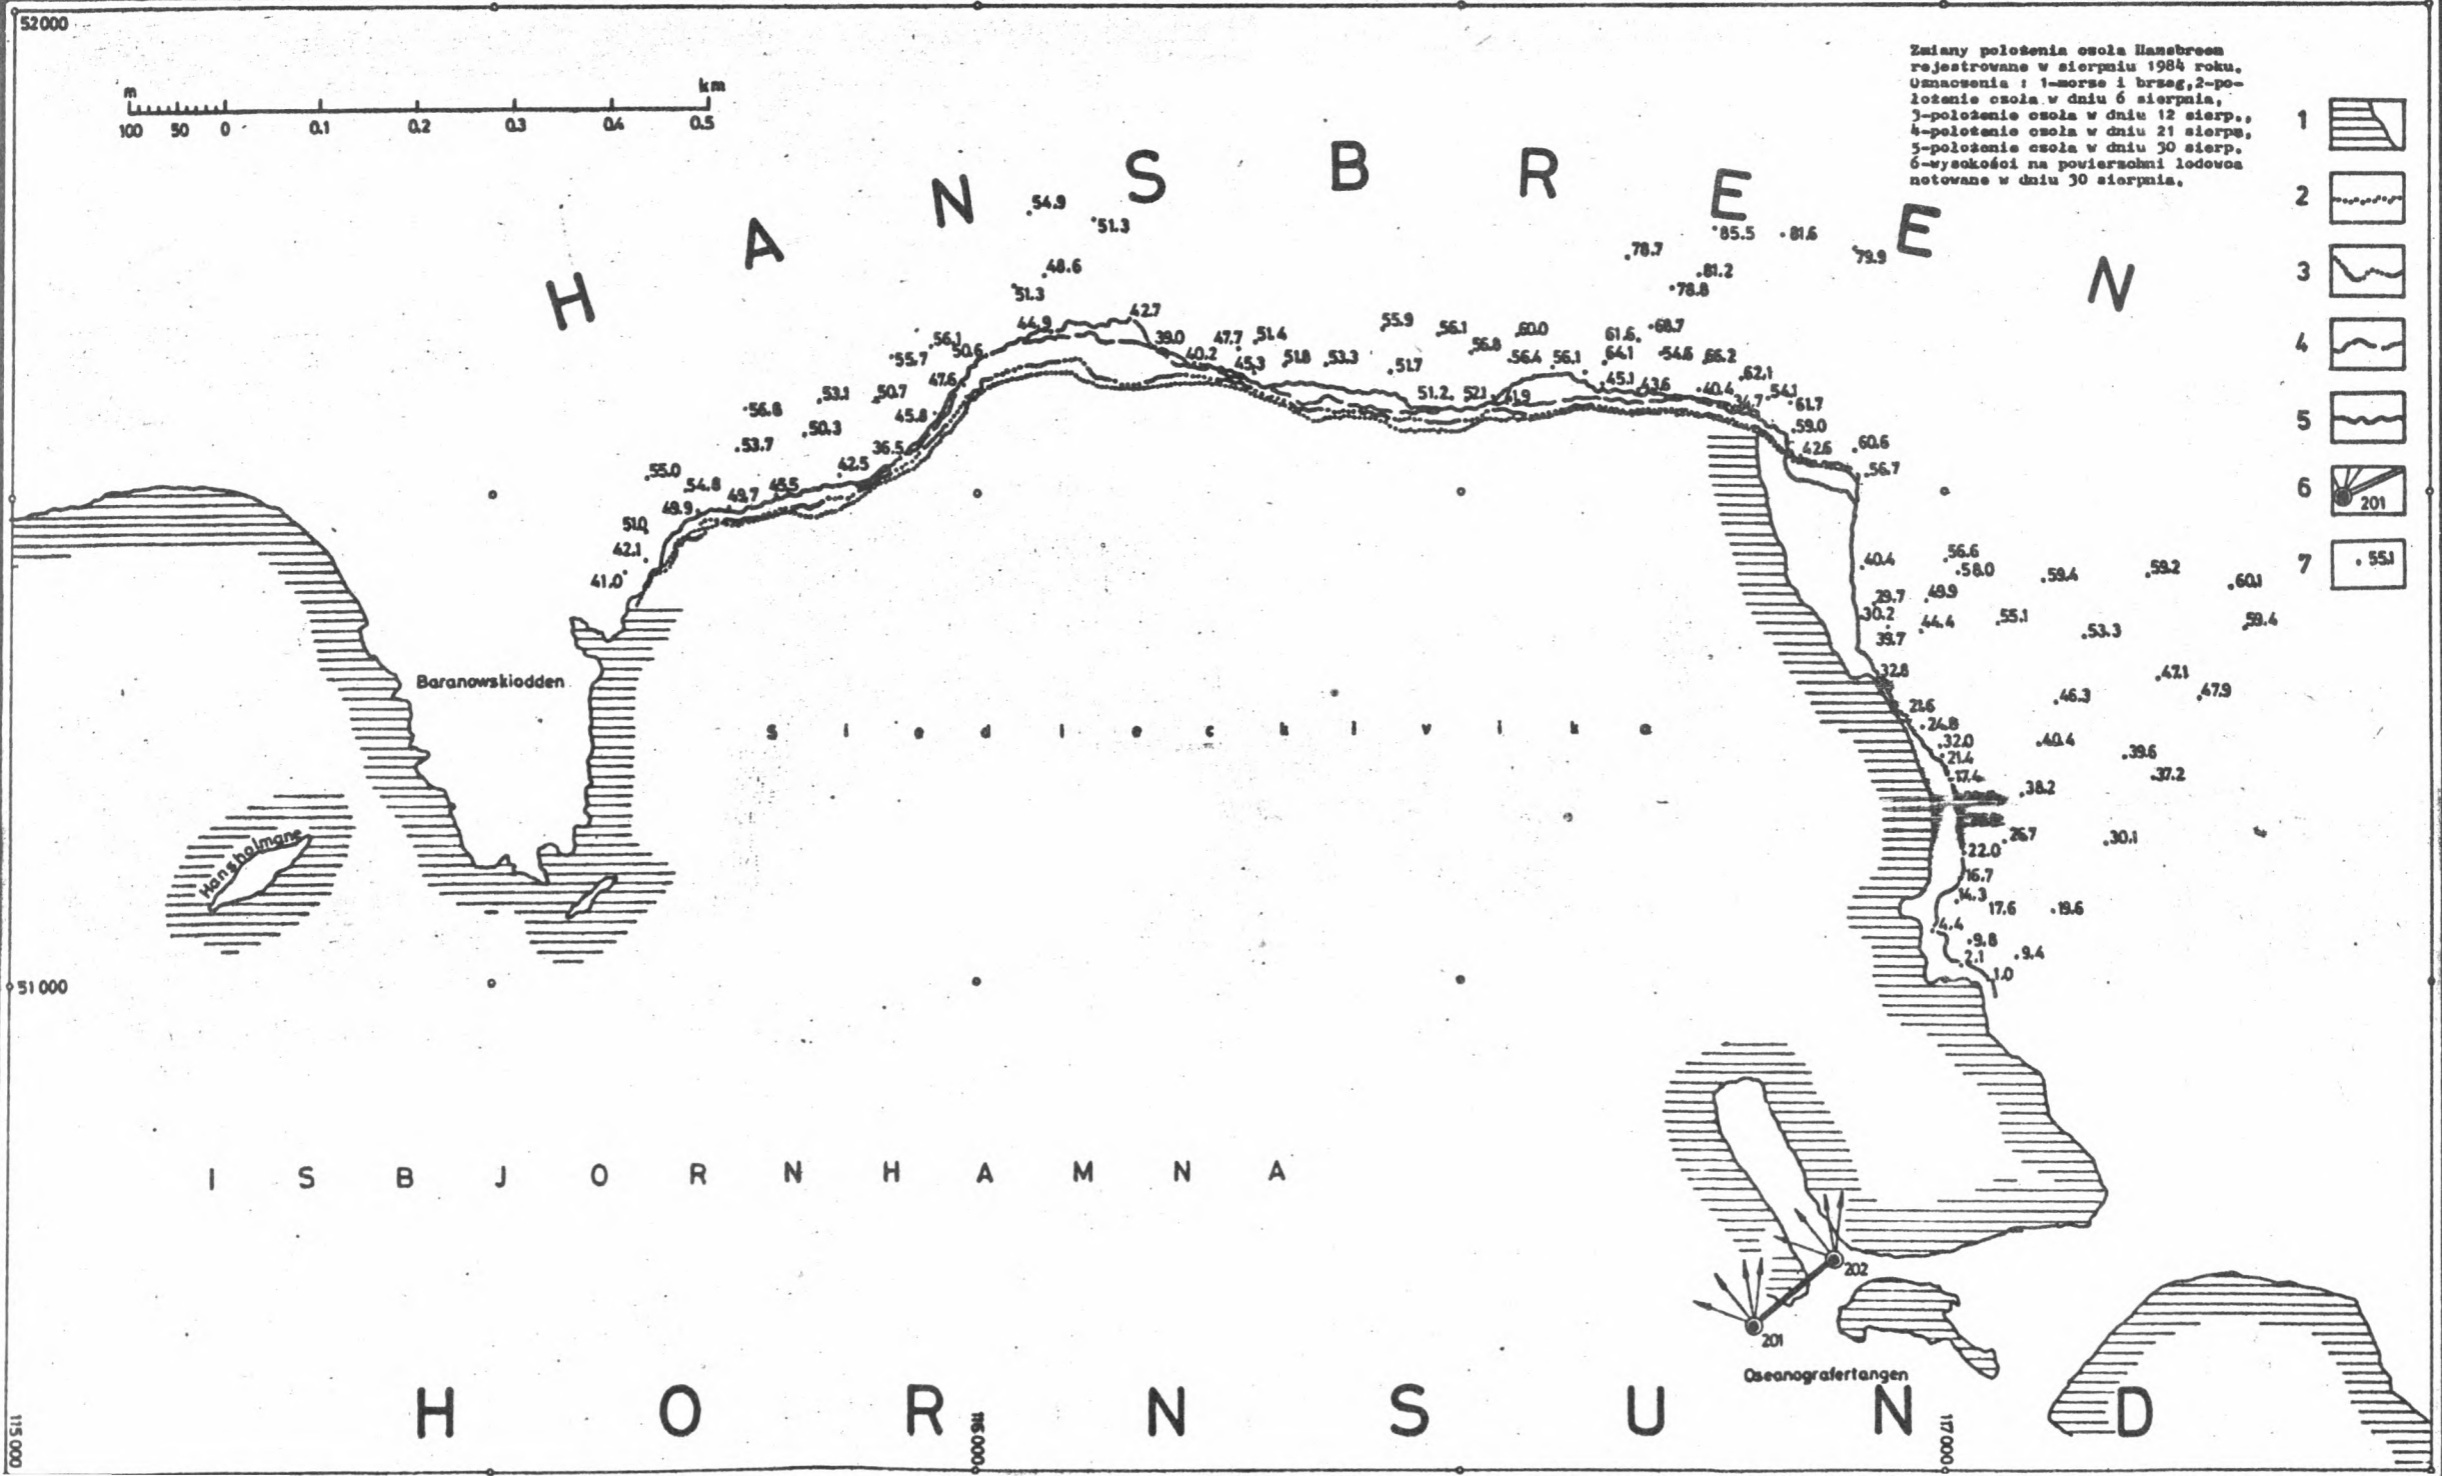 52000
m km
100 50 0 0.1 0.2 0.3 0.4 0.5
Zmiany położenia czoła Hansbreen
rejestrowane w sierpniu 1984 roku.
Oznaczenia : 1-morze i brzeg,2-po-
łożenie czoła w dniu 6 sierpnia,
3-położenie czoła w dniu 12 sierp.,
4-położenie czoła w dniu 21 sierpn,
5-położenie czoła w dniu 30 sierp.
6-wysokości na powierzchni lodowca
notowane w dniu 30 sierpnia.
1
2
3
4
5
6 201
7 55.1
HANSBREEN
54.9
51.3
48.6
51.3
85.5 81.6
78.7 79.9
81.2
78.8
44.9 42.7
56.1 50.6
55.7
47.6
39.0 47.7 51.4
40.2 45.3 51.8 53.3
55.9 56.1 60.0
56.8 51.7
56.4 56.1
61.6 68.7
64.1 54.6 66.2
62.1
45.1 43.6 40.4 54.1
34.7 61.7
51.2 52.1
59.0
42.6 60.6
56.7
53.1 50.7
56.8 45.8
50.3
53.7 36.5
42.5
55.0 54.8
49.7 45.5
49.9
51.0
42.1
41.0
40.4 56.6
58.0 59.4 59.2 60.1
29.7 49.9
30.2 44.4 55.1 59.4
39.7 53.3
32.8 47.1
46.3 47.9
21.6
24.8
32.0 40.4
21.4 39.6
17.4 37.2
38.2
26.7 30.1
22.0
16.7
14.3
17.6 19.6
4.4
9.8
2.1 9.4
1.0
Baranowskiodden
Siedleckivika
Hansholmane
51000
ISBJORNHAMNA
202
201
Oseanografertangen
HORNSUND
115000
116000
117000